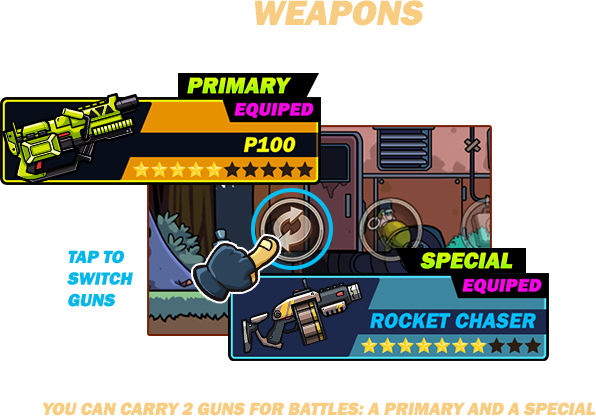 WEAPONS
PRIMARY
EQUIPED
P100
TAP TO
SWITCH
GUNS
SPECIAL
EQUIPED
ROCKET CHASER
YOU CAN CARRY 2 GUNS FOR BATTLES: A PRIMARY AND A SPECIAL